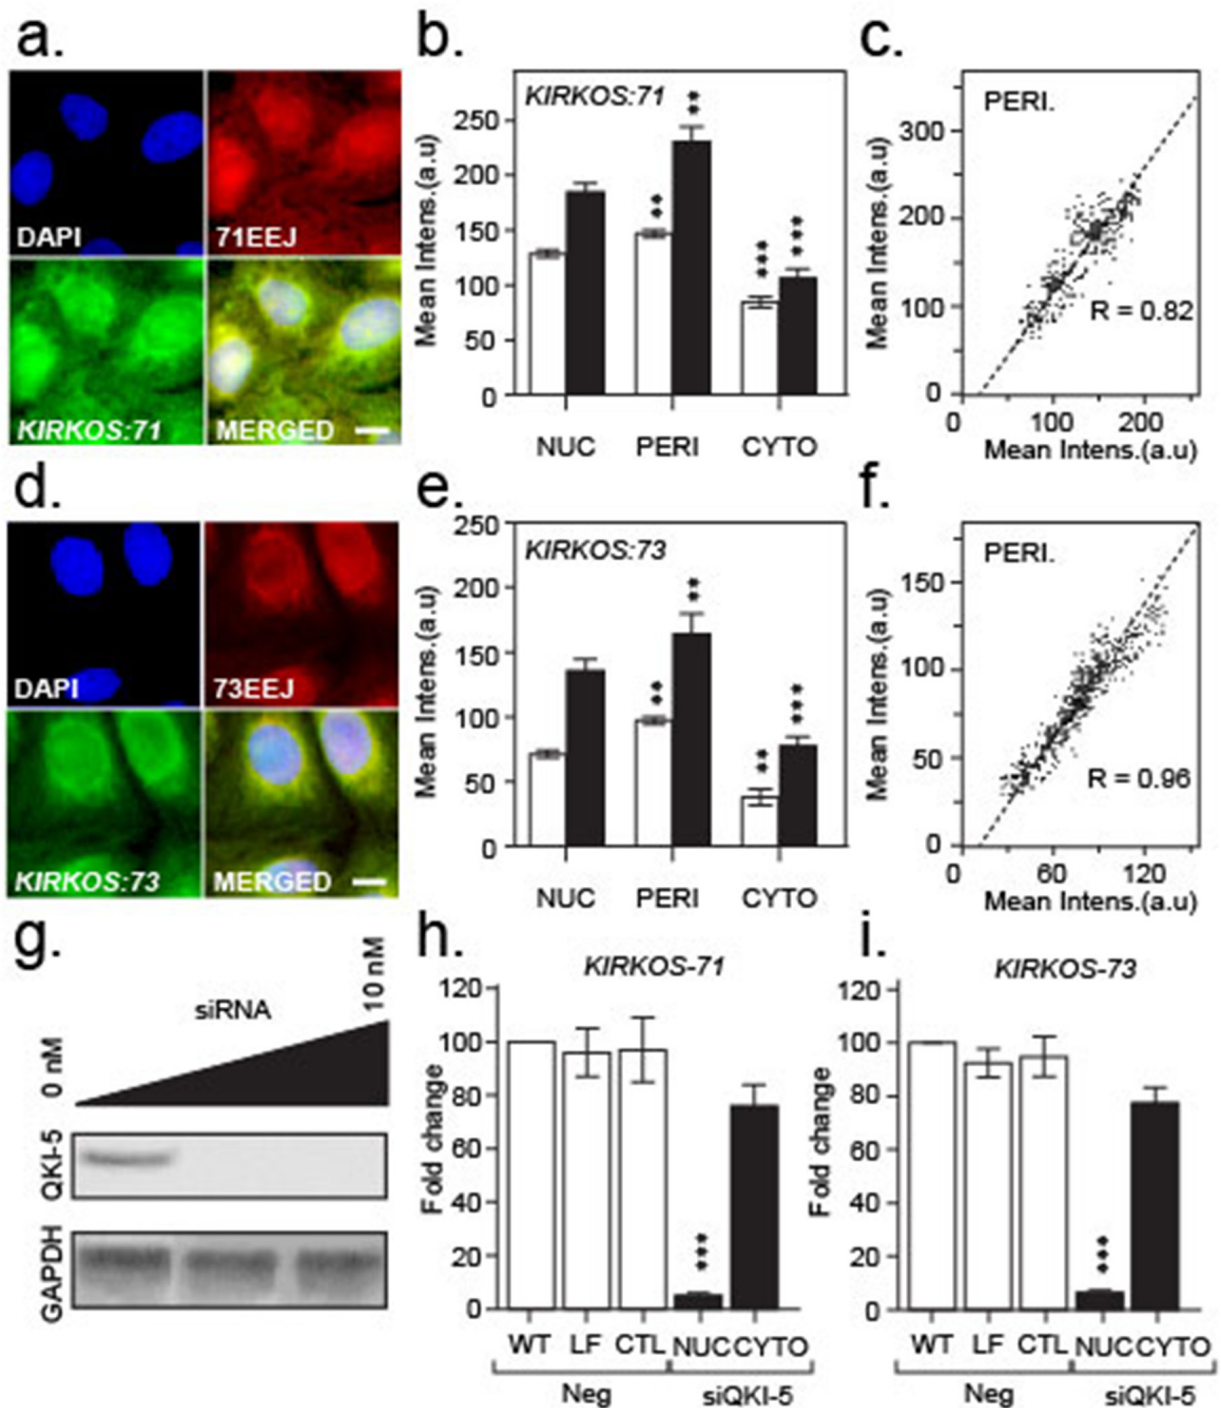 a.
DAPI
71EEJ
KIRKOS:71
MERGED
b.
KIRKOS:71
Mean Intens.(a.u)
250
200
150
100
50
0
**
**
***
***
NUC
PERI
CYTO
c.
PERI.
Mean Intens.(a.u)
300
200
100
0
R = 0.82
0
100
200
Mean Intens.(a.u)
d.
DAPI
73EEJ
KIRKOS:73
MERGED
e.
KIRKOS:73
Mean Intens.(a.u)
250
200
150
100
50
0
**
**
**
***
NUC
PERI
CYTO
f.
PERI.
Mean Intens.(a.u)
150
100
50
0
R = 0.96
0
60
120
Mean Intens.(a.u)
g.
siRNA
0 nM
10 nM
QKI-5
GAPDH
h.
KIRKOS-71
Fold change
120
100
80
60
40
20
0
***
WT
LF
CTL
NUC
CYTO
Neg
siQKI-5
i.
KIRKOS-73
Fold change
120
100
80
60
40
20
0
***
WT
LF
CTL
NUC
CYTO
Neg
siQKI-5